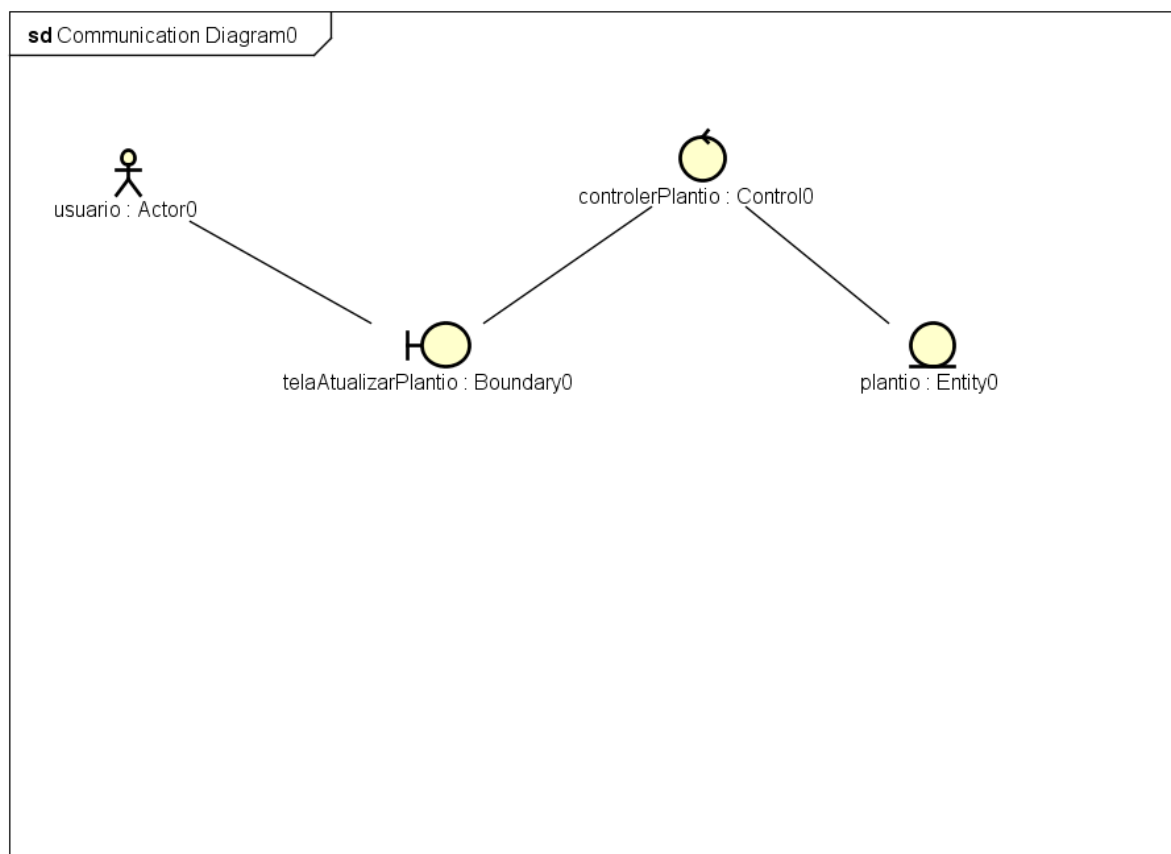 sd Communication Diagram0
usuario : Actor0
controlerPlantio : Control0
telaAtualizarPlantio : Boundary0
plantio : Entity0